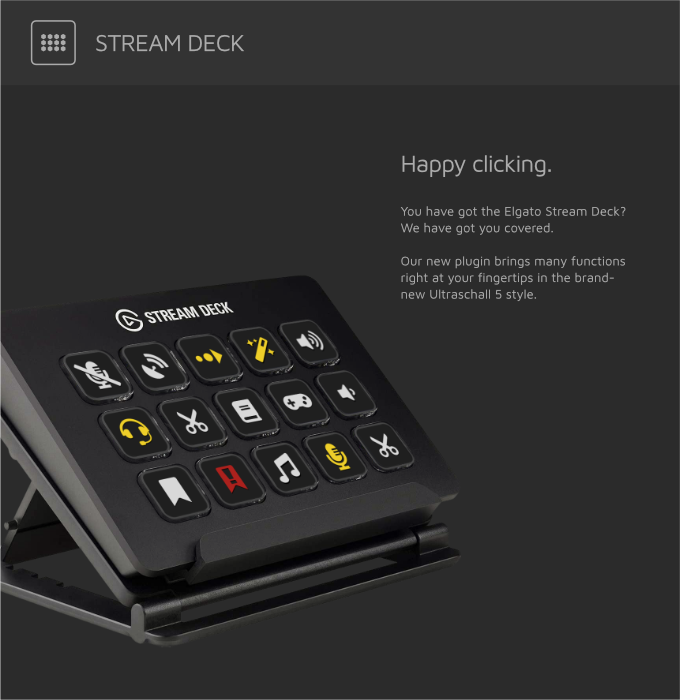 STREAM DECK
Happy clicking.
You have got the Elgato Stream Deck?
We have got you covered.
Our new plugin brings many functions
right at your fingertips in the brand-
new Ultraschall 5 style.
STREAM DECK